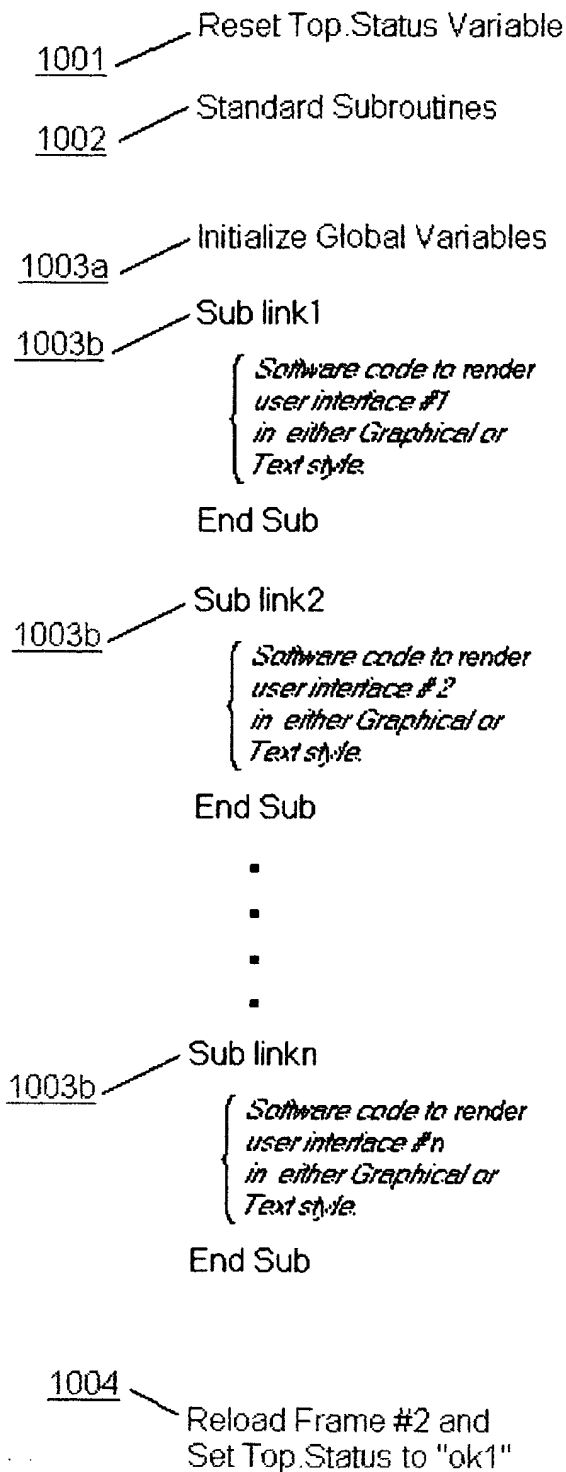 Reset Top.Status Variable
1001
Standard Subroutines
1002
Initialize Global Variables
1003a
Sub link1
1003b
Software code to render
user interface #1
in either Graphical or
Text style.
End Sub
Sub link2
1003b
Software code to render
user interface #2
in either Graphical or
Text style.
End Sub
Sub linkn
1003b
Software code to render
user interface #n
in either Graphical or
Text style.
End Sub
1004
Reload Frame #2 and
Set Top.Status to "ok1"